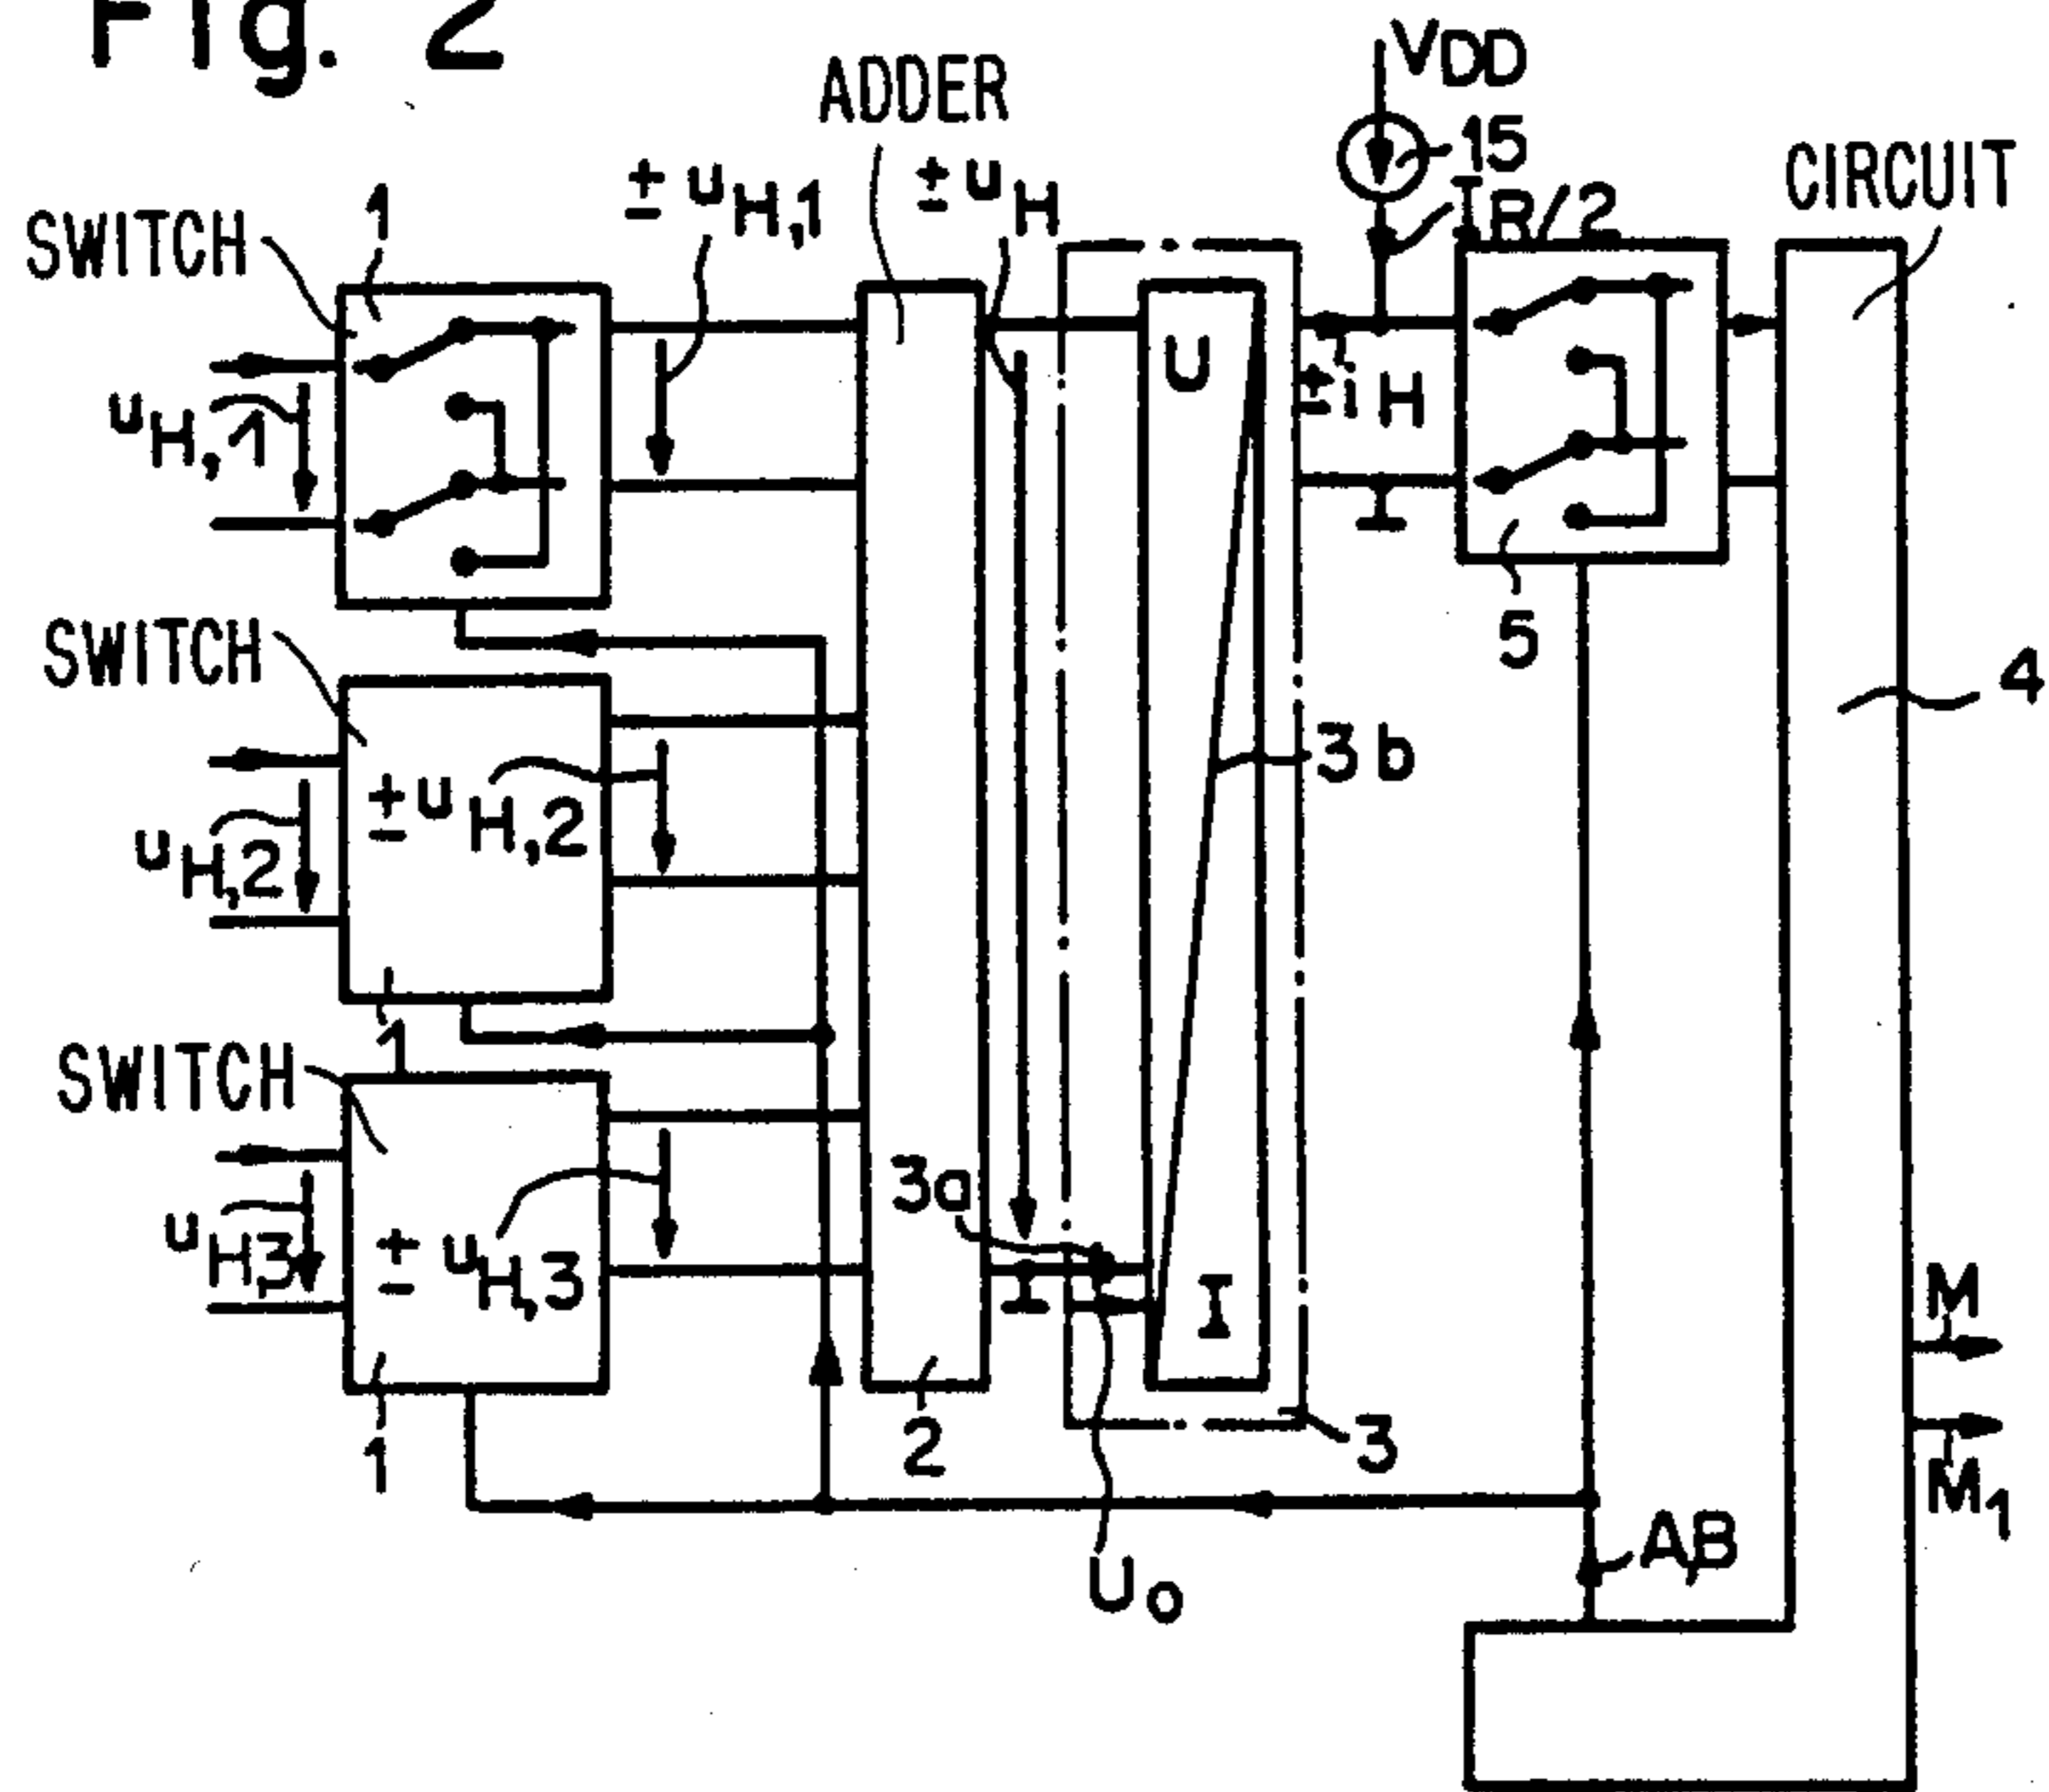 Fig. 2
VDD
ADDER
15
CIRCUIT
± uH,1
± uH
IR/2
SWITCH
1
U
uH,1
± iH
5
SWITCH
4
3b
± uH,2
uH,2
1
SWITCH
3a
uH3
± uH,3
I
M
2
3
1
M1
A,B
Uo